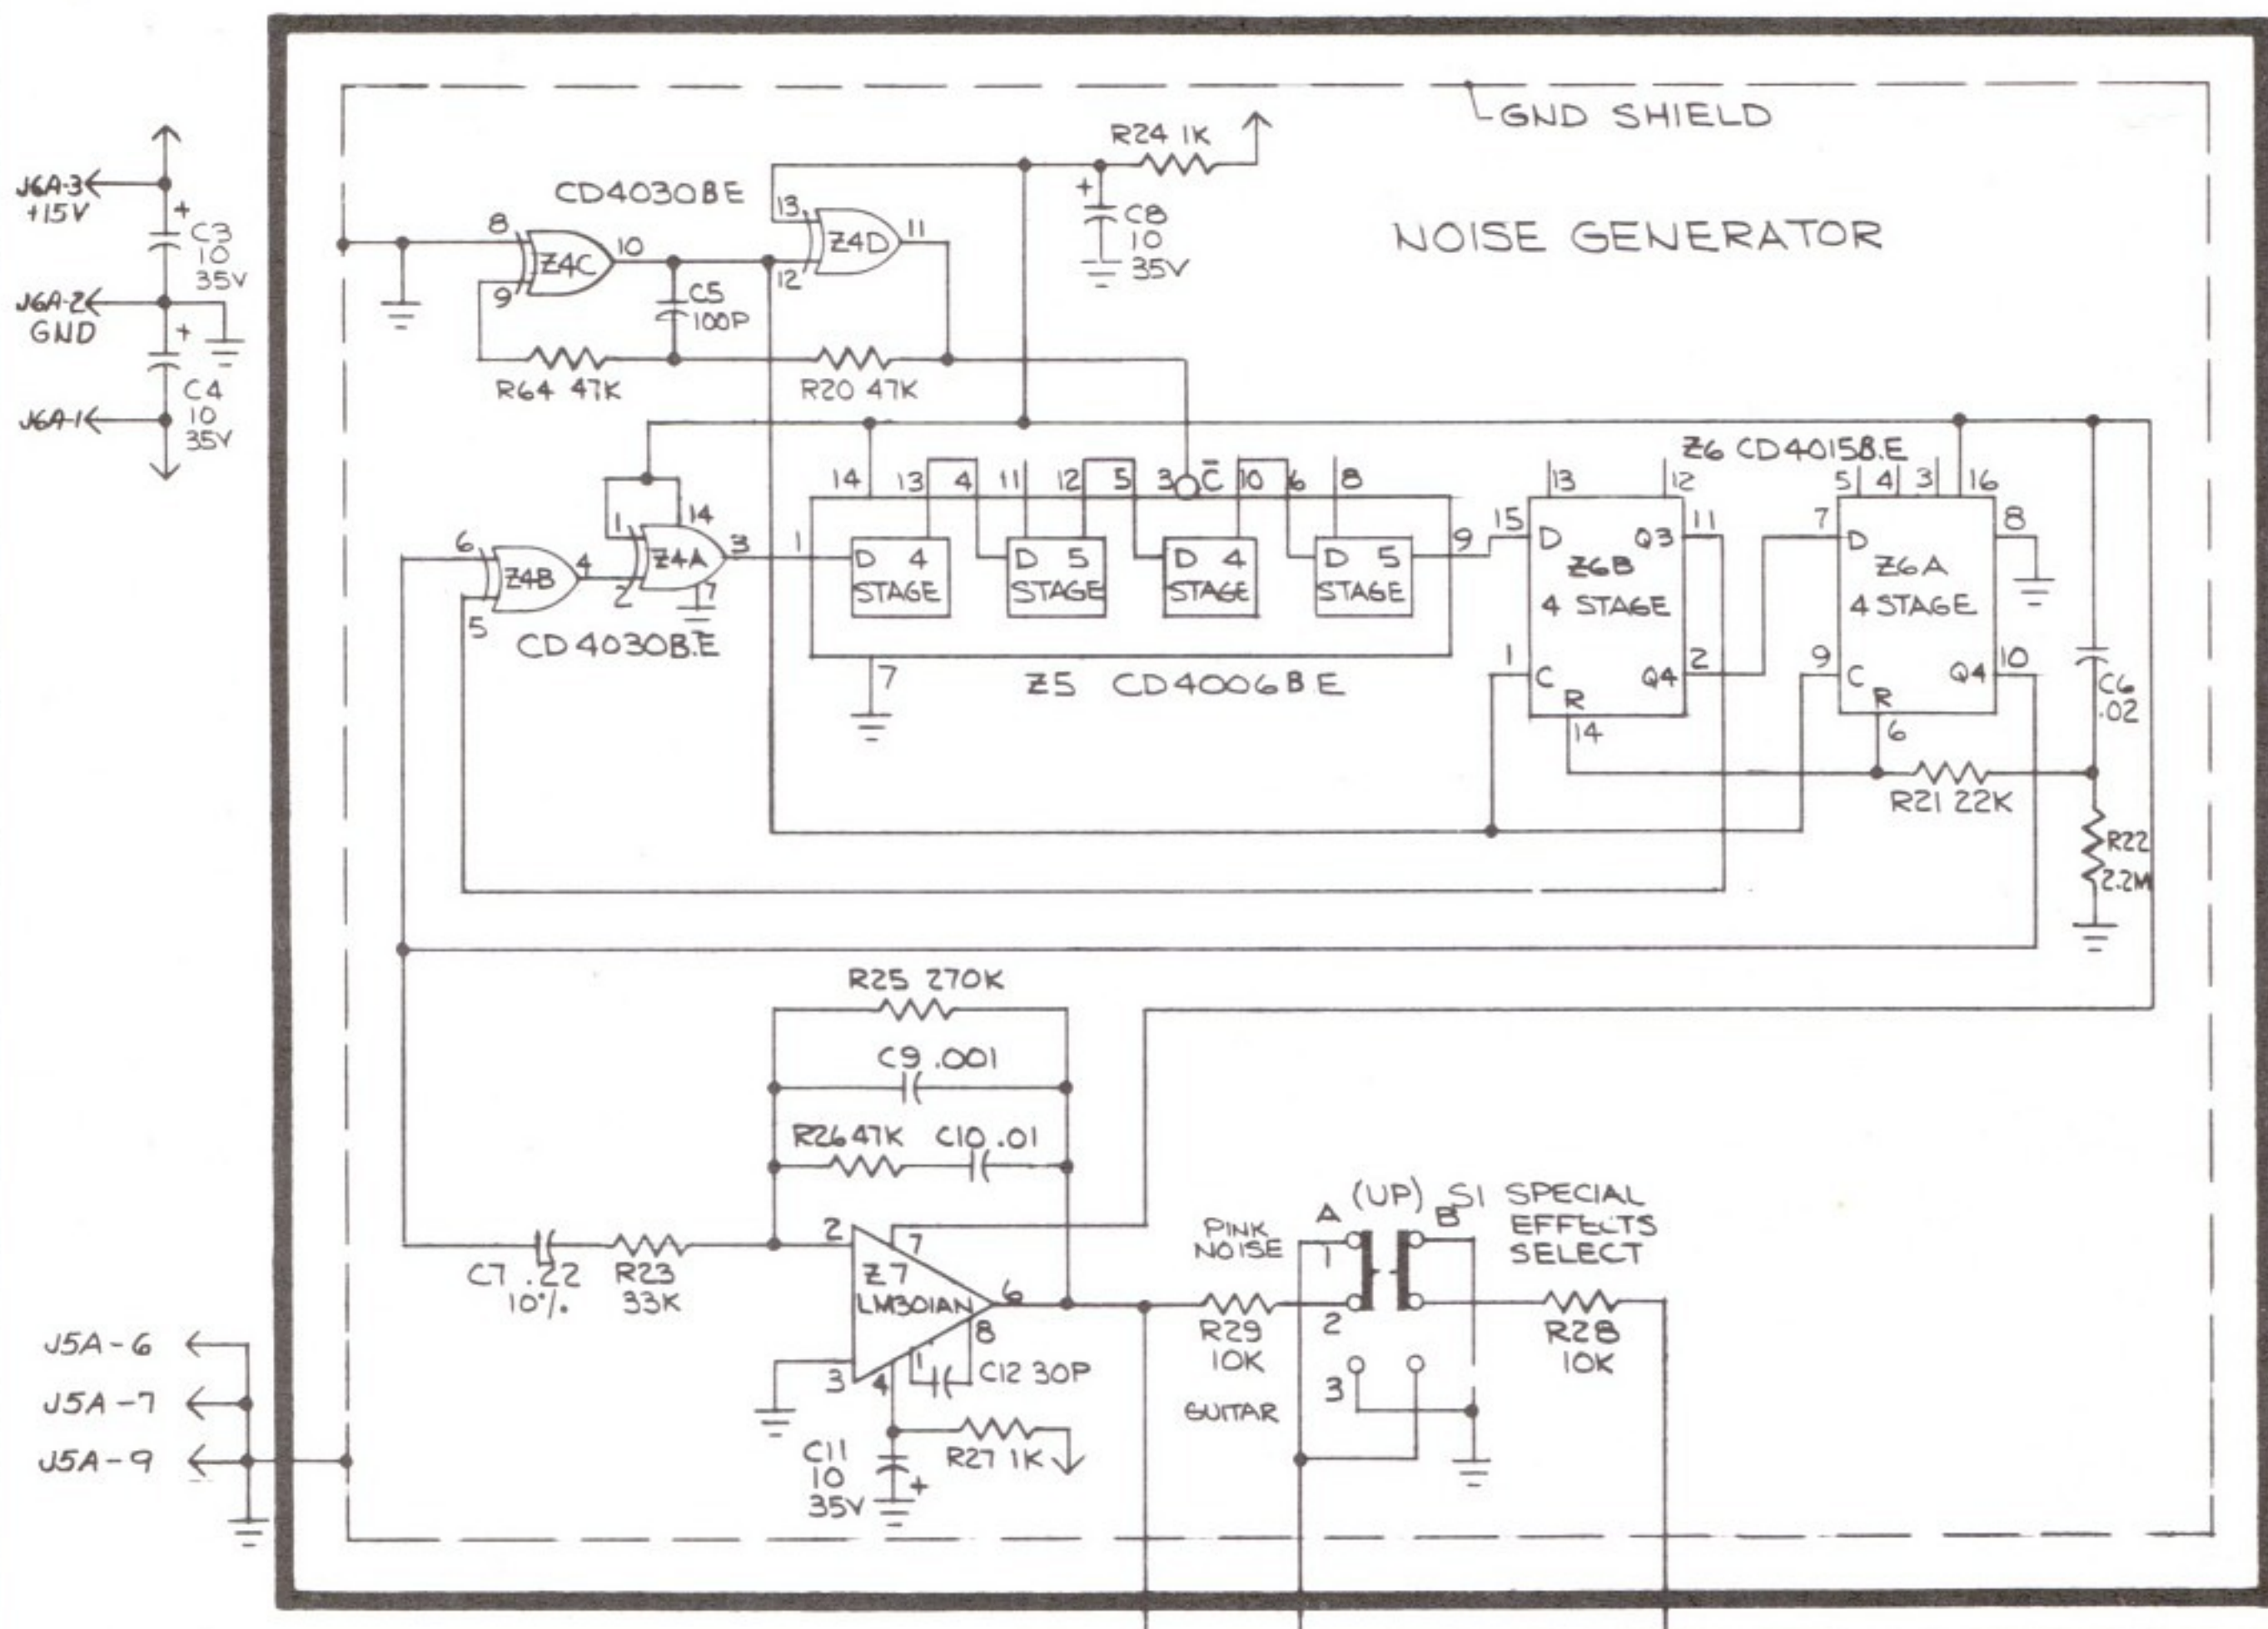 GND SHIELD
R24 1K
J6A-3
+15V
+
C3
10
35V
CD4030BE
8
9
Z4C
10
13
12
Z4D
11
+
C8
10
35V
NOISE GENERATOR
J6A-2
GND
+
C4
10
35V
J6A-1
C5
100P
R64 47K
R20 47K
Z6 CD4015B.E
14
13
4
11
12
5
3
C̄
10
6
8
13
12
5
4
3
16
6
5
Z4B
4
1
2
14
Z4A
7
3
CD4030B.E
1
D 4
STAGE
D 5
STAGE
D 4
STAGE
D 5
STAGE
9
7
Z5 CD4006BE
15
D
Q3
11
Z6B
4 STAGE
1
C
R
Q4
2
14
7
D
8
Z6A
4 STAGE
9
C
R
Q4
10
6
C6
.02
R21 22K
R22
2.2M
R25 270K
C9 .001
R26 47K
C10 .01
C7 .22
10%
R23
33K
2
7
Z7
LM301AN
6
8
1
3
4
C12 30P
C11
10
35V
+
R27 1K
PINK
NOISE
R29
10K
GUITAR
A
(UP)
B
S1 SPECIAL
EFFECTS
SELECT
1
2
3
R28
10K
J5A-6
J5A-7
J5A-9